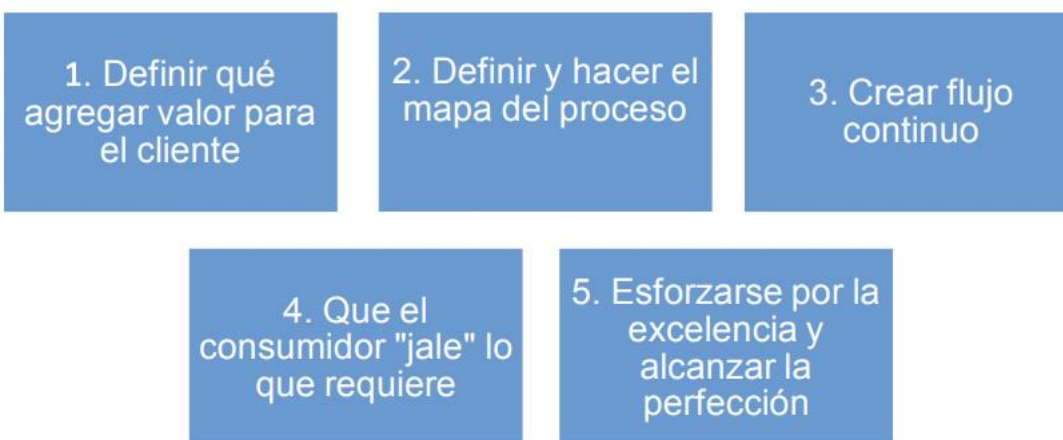 1. Definir qué
agregar valor para
el cliente
2. Definir y hacer el
mapa del proceso
3. Crear flujo
continuo
4. Que el
consumidor "jale" lo
que requiere
5. Esforzarse por la
excelencia y
alcanzar la
perfección